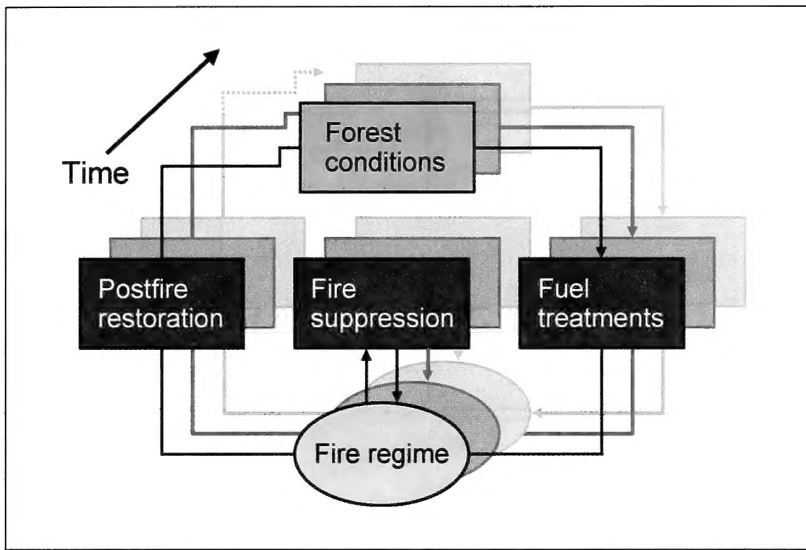 Time
Forest
conditions
Postfire
restoration
Fire
suppression
Fuel
treatments
Fire regime